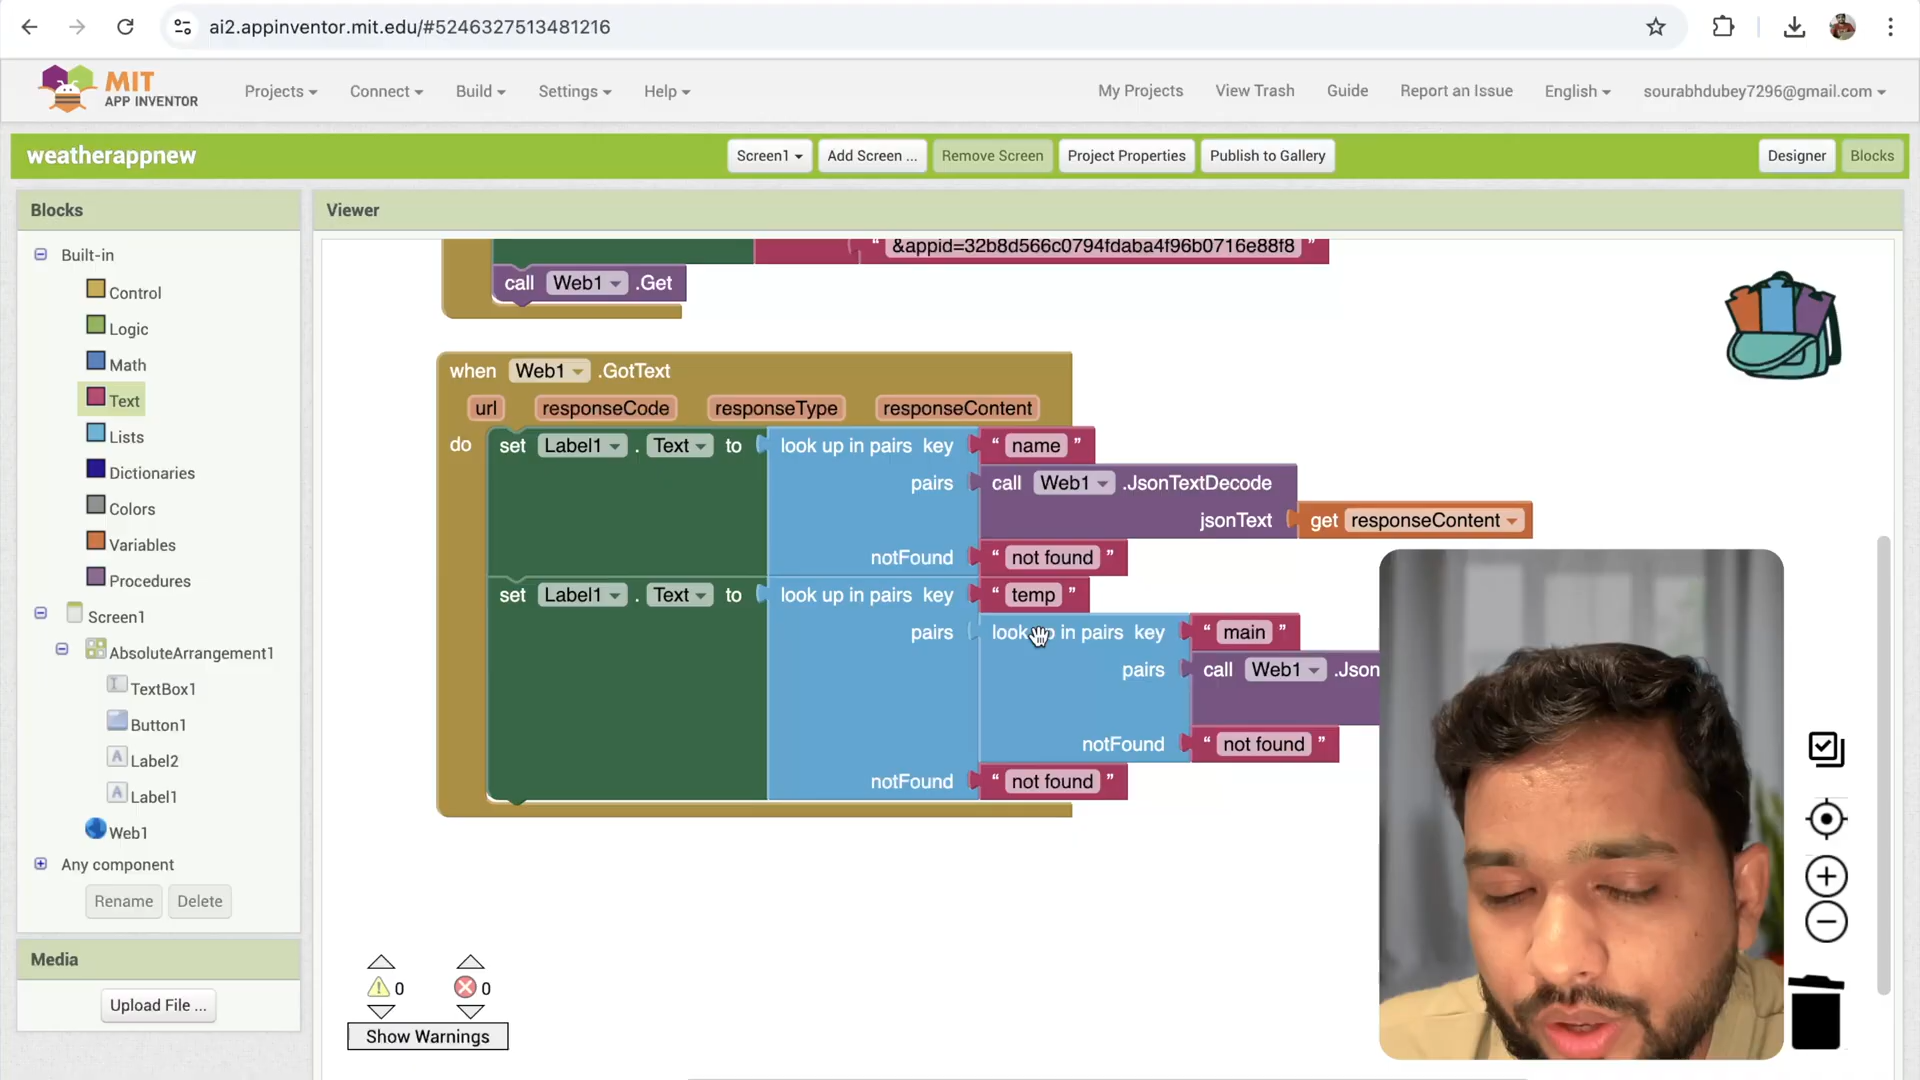 ai2.appinventor.mit.edu/#5246327513481216
MIT
APP INVENTOR
Projects
Connect
Build
Settings
Help
My Projects
View Trash
Guide
Report an Issue
English
sourabhdubey7296@gmail.com
weatherappnew
Screen1
Add Screen ...
Remove Screen
Project Properties
Publish to Gallery
Designer
Blocks
Blocks
Viewer
Built-in
Control
Logic
Math
Text
Lists
Dictionaries
Colors
Variables
Procedures
Screen1
AbsoluteArrangement1
TextBox1
Button1
Label2
Label1
Web1
Any component
Rename
Delete
Media
Upload File ...
“ &appid=32b8d566c0794fdaba4f96b0716e88f8 ”
call Web1 .Get
when Web1 .GotText
url responseCode responseType responseContent
do set Label1 . Text to look up in pairs key “ name ”
pairs call Web1 .JsonTextDecode
jsonText get responseContent
notFound “ not found ”
set Label1 . Text to look up in pairs key “ temp ”
pairs look up in pairs key “ main ”
pairs call Web1 .Json
notFound “ not found ”
notFound “ not found ”
0 0
Show Warnings